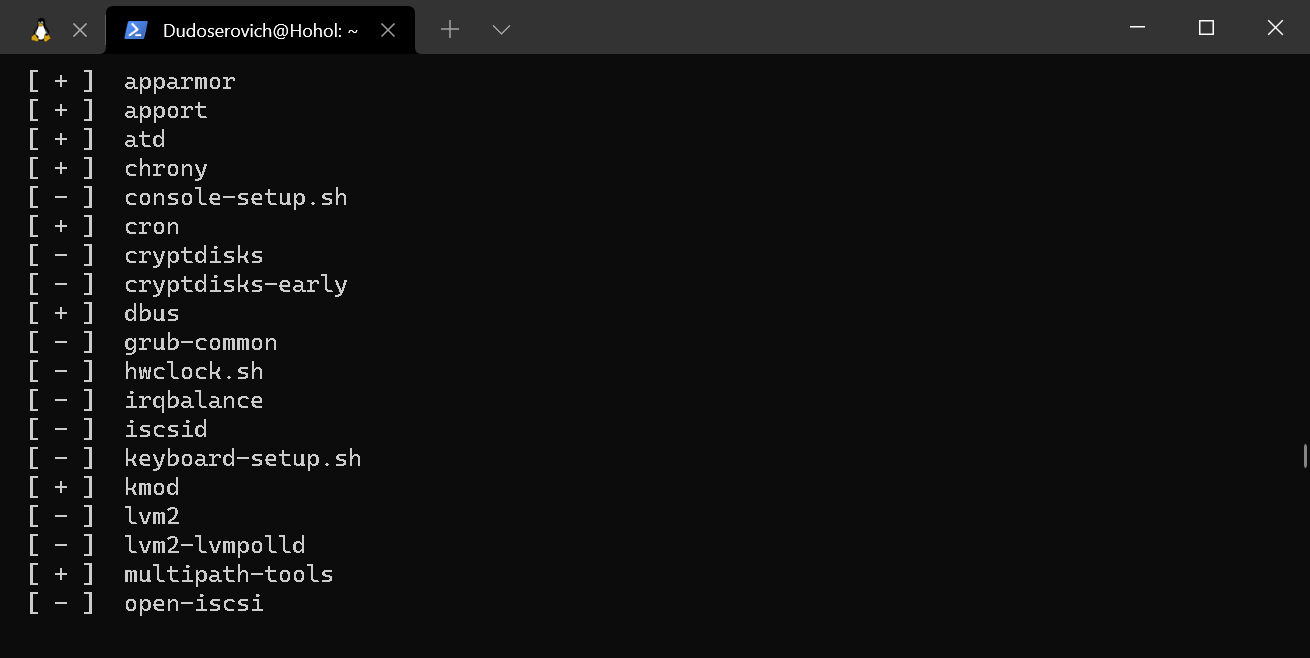 Dudoserovich@Hohol: ~
[ + ]  apparmor
[ + ]  apport
[ + ]  atd
[ + ]  chrony
[ - ]  console-setup.sh
[ + ]  cron
[ - ]  cryptdisks
[ - ]  cryptdisks-early
[ + ]  dbus
[ - ]  grub-common
[ - ]  hwclock.sh
[ - ]  irqbalance
[ - ]  iscsid
[ - ]  keyboard-setup.sh
[ + ]  kmod
[ - ]  lvm2
[ - ]  lvm2-lvmpolld
[ + ]  multipath-tools
[ - ]  open-iscsi